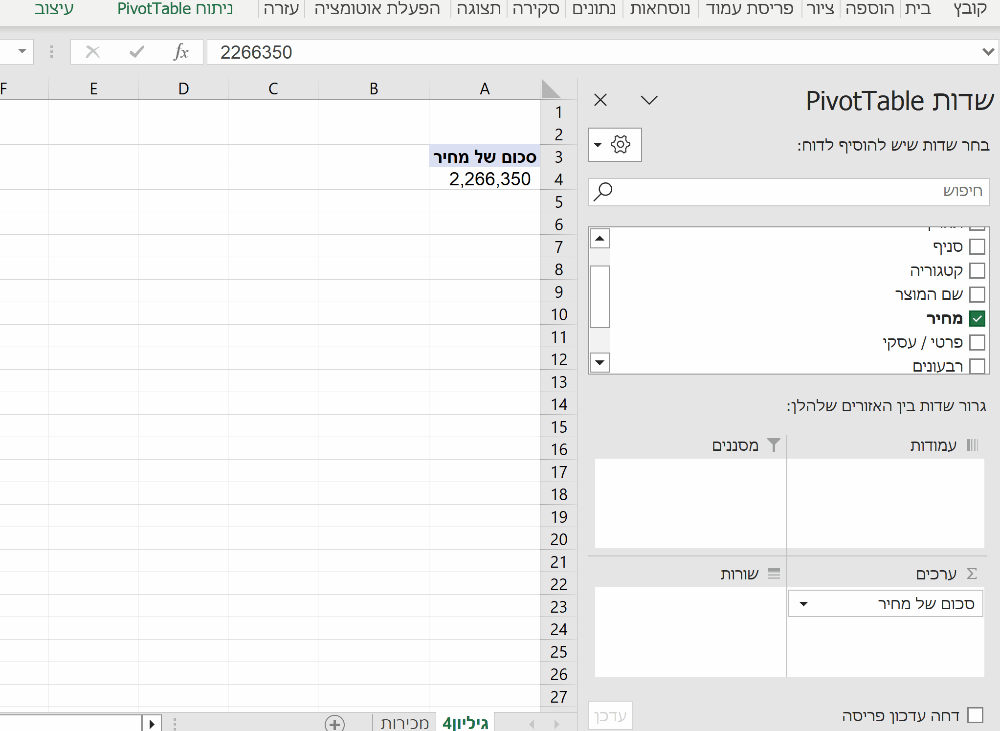 קובץ בית הוספה ציור פריסת עמוד נוסחאות נתונים סקירה תצוגה הפעלת אוטומציה עזרה ניתוח PivotTable עיצוב
fx 2266350
שדות PivotTable
בחר שדות שיש להוסיף לדוח:
חיפוש
סניף
קטגוריה
שם המוצר
מחיר
פרטי / עסקי
רבעונים
גרור שדות בין האזורים שלהלן:
עמודות
מסננים
Σ ערכים
שורות
סכום של מחיר
דחה עדכון פריסה
עדכן
A B C D E F
1
2
3 סכום של מחיר
4 2,266,350
5
6
7
8
9
10
11
12
13
14
15
16
17
18
19
20
21
22
23
24
25
26
27
גיליון4 מכירות